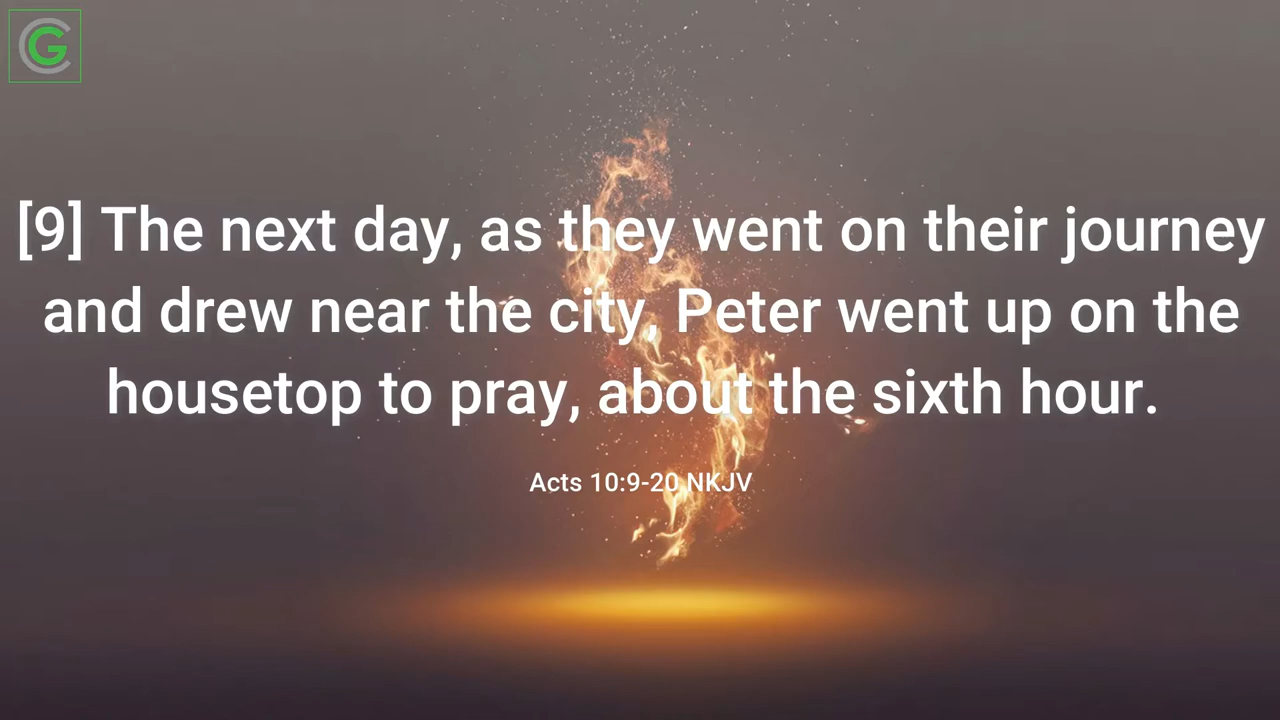 [9] The next day, as they went on their journey
and drew near the city, Peter went up on the
housetop to pray, about the sixth hour.
Acts 10:9-20 NKJV